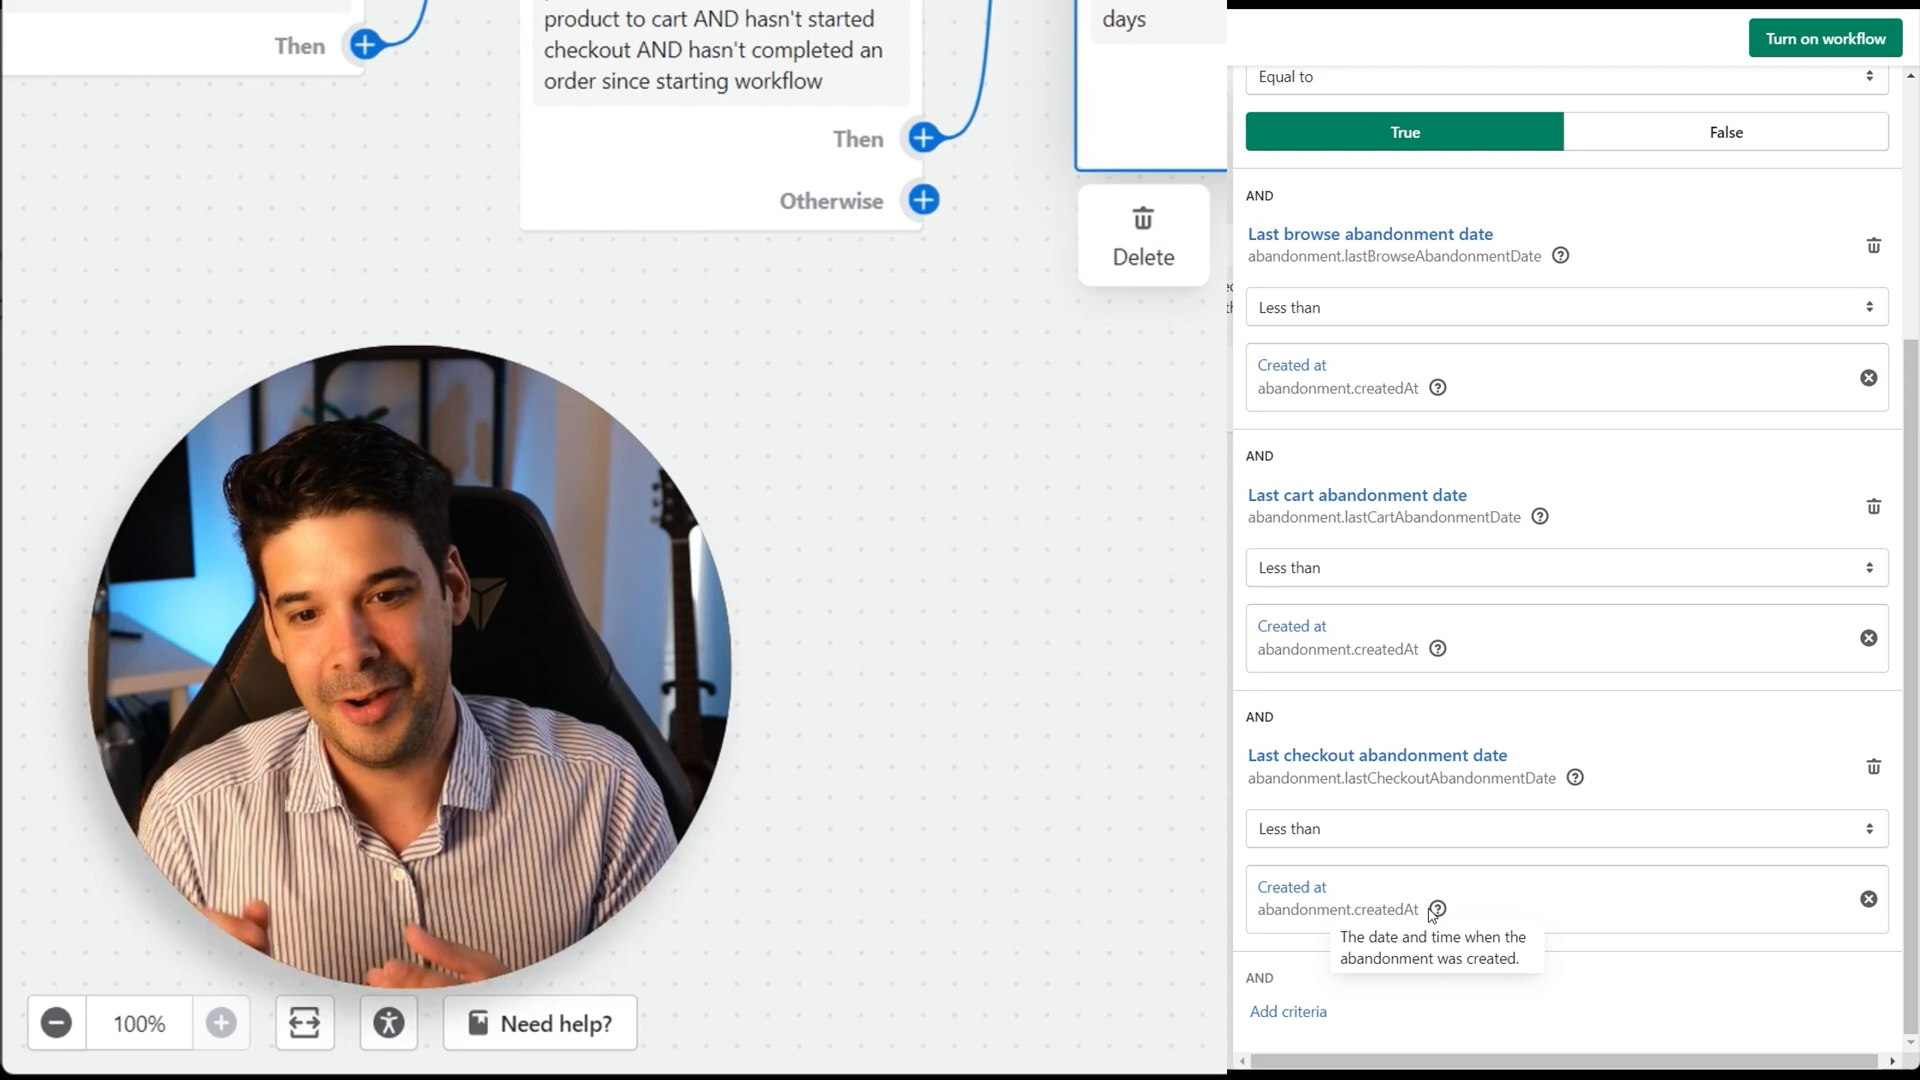 product to cart AND hasn't started
checkout AND hasn't completed an
order since starting workflow
Then
Then
Otherwise
days
Delete
100%
Need help?
Turn on workflow
Equal to
True
False
AND
Last browse abandonment date
abandonment.lastBrowseAbandonmentDate
Less than
Created at
abandonment.createdAt
AND
Last cart abandonment date
abandonment.lastCartAbandonmentDate
Less than
Created at
abandonment.createdAt
AND
Last checkout abandonment date
abandonment.lastCheckoutAbandonmentDate
Less than
Created at
abandonment.createdAt
The date and time when the
abandonment was created.
AND
Add criteria